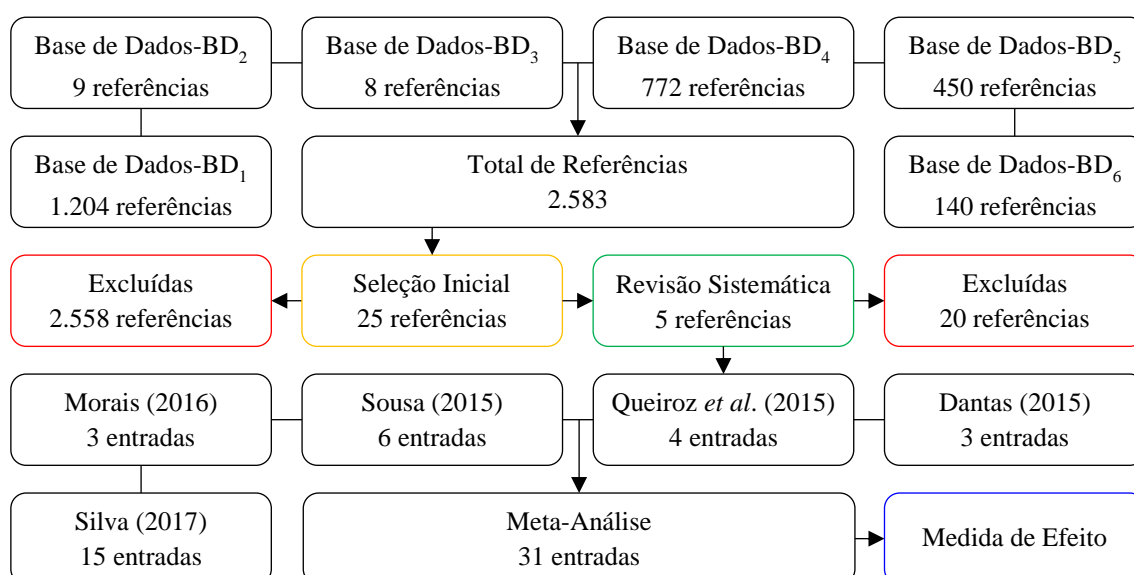 Base de Dados-BD₂
9 referências
Base de Dados-BD₃
8 referências
Base de Dados-BD₄
772 referências
Base de Dados-BD₅
450 referências
Base de Dados-BD₁
1.204 referências
Total de Referências
2.583
Base de Dados-BD₆
140 referências
Excluídas
2.558 referências
Seleção Inicial
25 referências
Revisão Sistemática
5 referências
Excluídas
20 referências
Morais (2016)
3 entradas
Sousa (2015)
6 entradas
Queiroz et al. (2015)
4 entradas
Dantas (2015)
3 entradas
Silva (2017)
15 entradas
Meta-Análise
31 entradas
Medida de Efeito